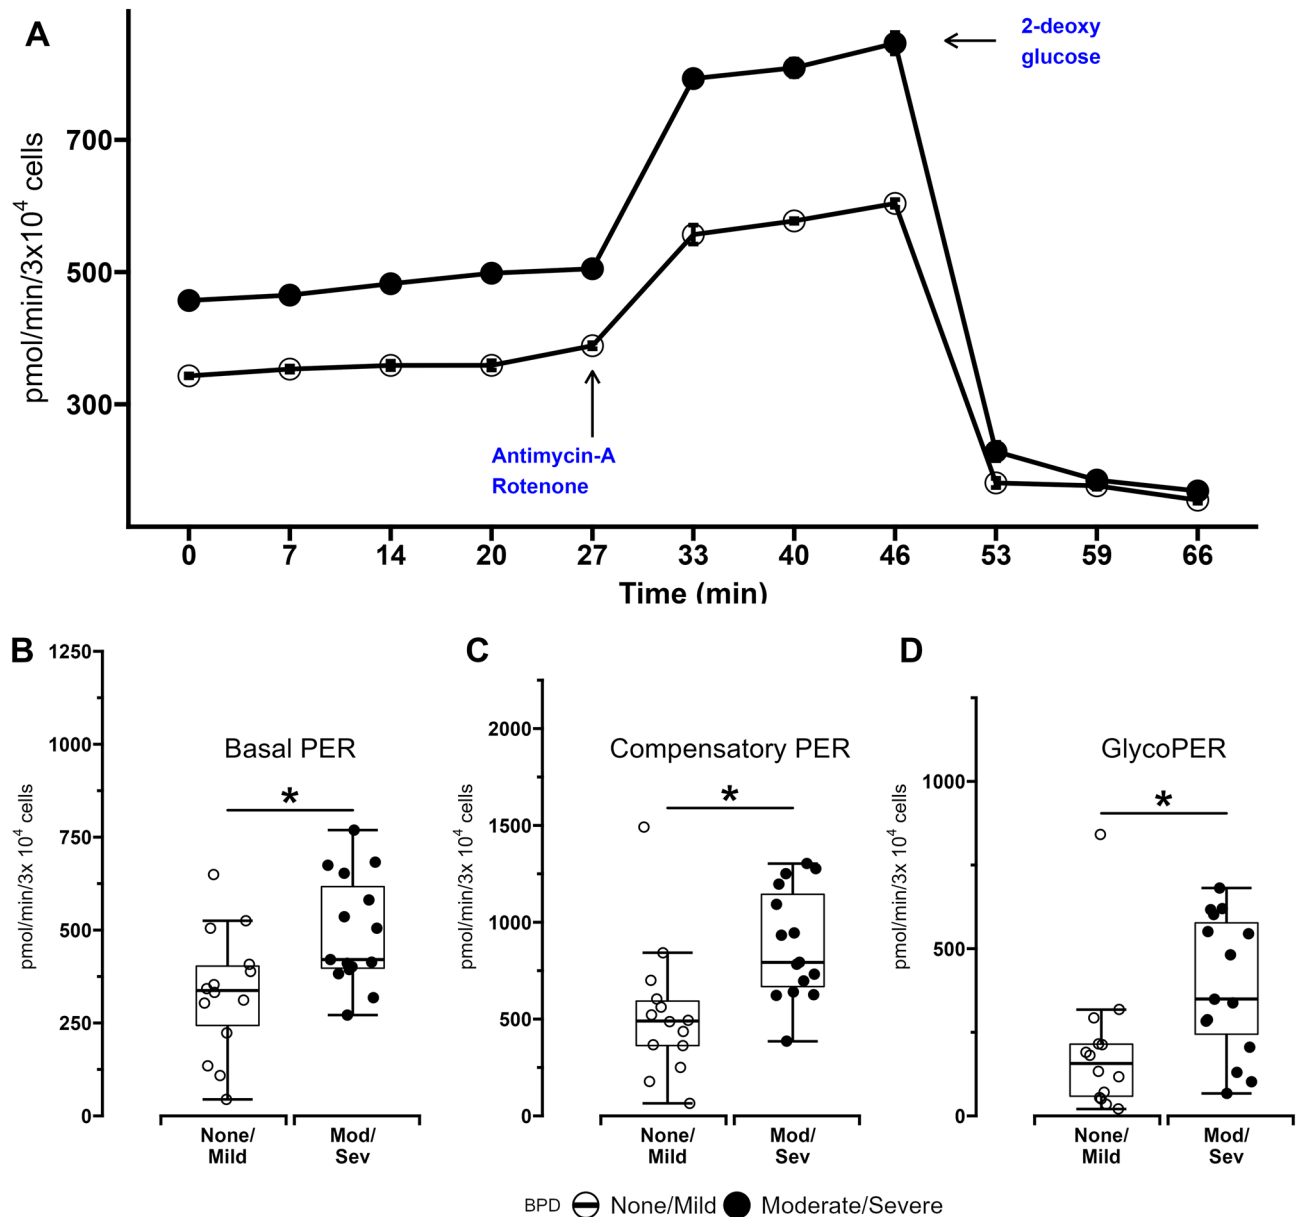 A
2-deoxy
glucose
700
500
300
pmol/min/3x10⁴ cells
Antimycin-A
Rotenone
0 7 14 20 27 33 40 46 53 59 66
Time (min)
B
1250
1000
750
500
250
0
pmol/min/3x 10⁴ cells
Basal PER
*
None/ Mod/
Mild Sev
C
2000
1500
1000
500
0
pmol/min/3x 10⁴ cells
Compensatory PER
*
None/ Mod/
Mild Sev
D
1000
500
0
pmol/min/3x 10⁴ cells
GlycoPER
*
None/ Mod/
Mild Sev
BPD None/Mild Moderate/Severe